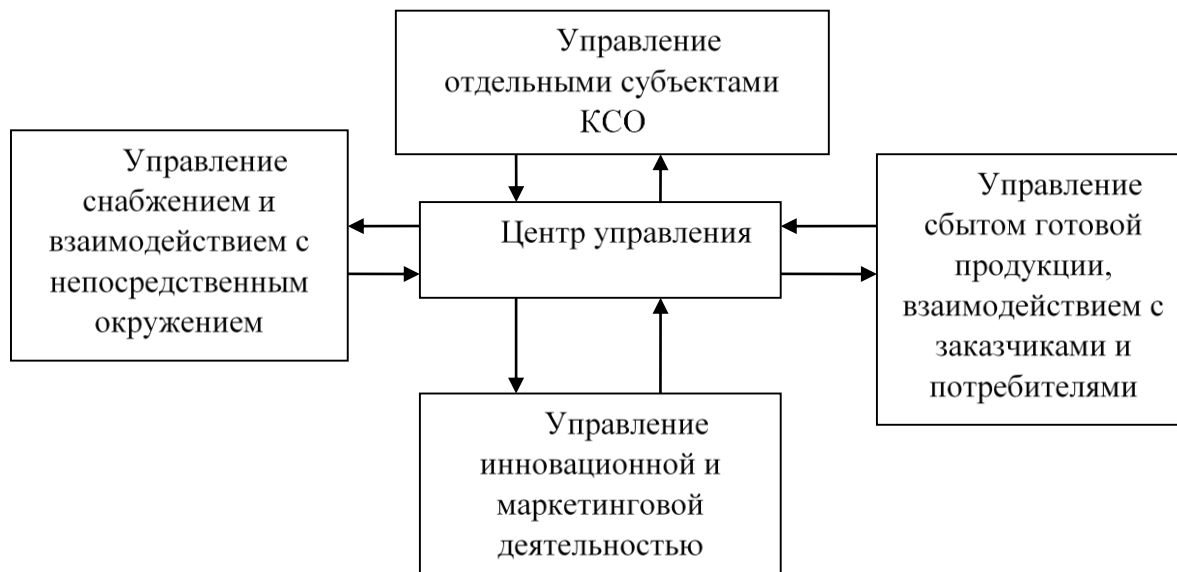 Управление
отдельными субъектами
КСО
Управление
снабжением и
взаимодействием с
непосредственным
окружением
Центр управления
Управление
сбытом готовой
продукции,
взаимодействием с
заказчиками и
потребителями
Управление
инновационной и
маркетинговой
деятельностью